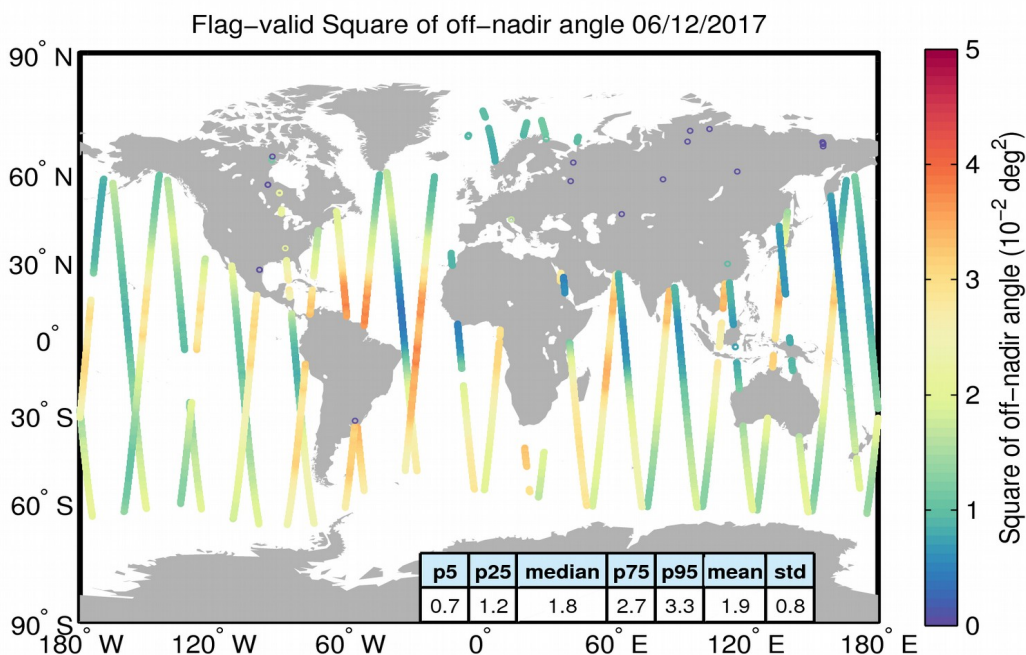 Flag-valid Square of off-nadir angle 06/12/2017
90° N
60° N
30° N
0°
30° S
60° S
90° S
180° W
120° W
60° W
0°
60° E
120° E
180° E
p5 p25 median p75 p95 mean std
0.7 1.2 1.8 2.7 3.3 1.9 0.8
5
4
3
2
1
0
Square of off-nadir angle (10⁻² deg²)